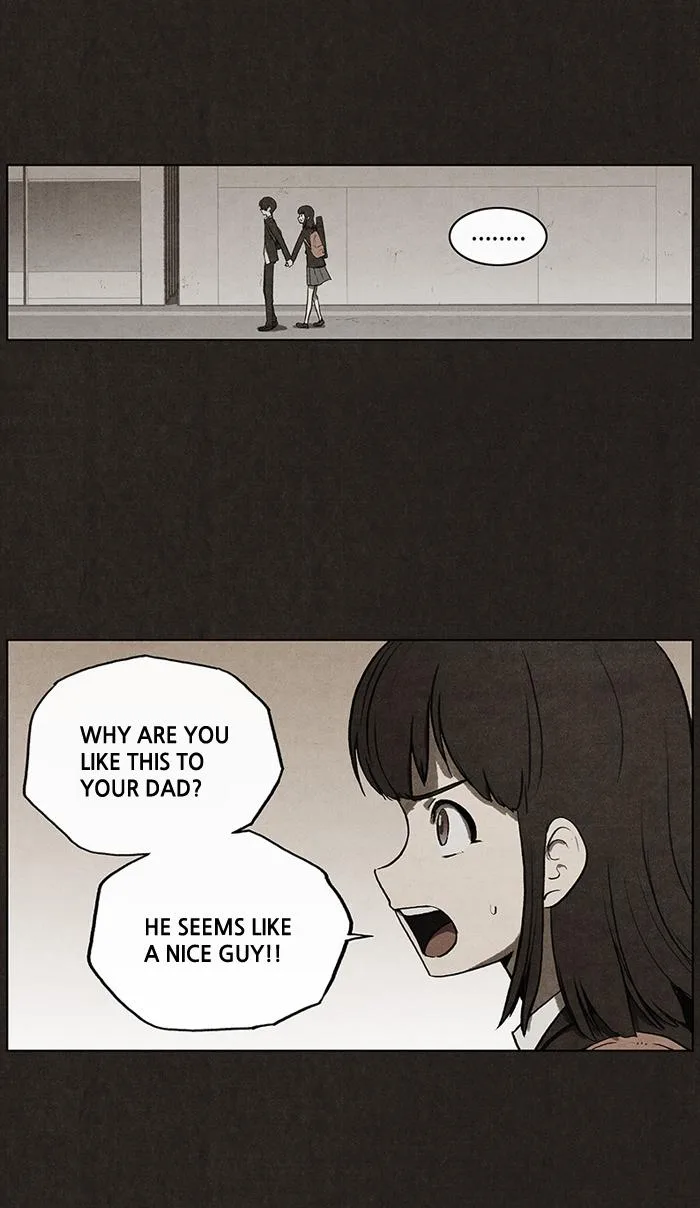 ........
WHY ARE YOU
LIKE THIS TO
YOUR DAD?
HE SEEMS LIKE
A NICE GUY!!